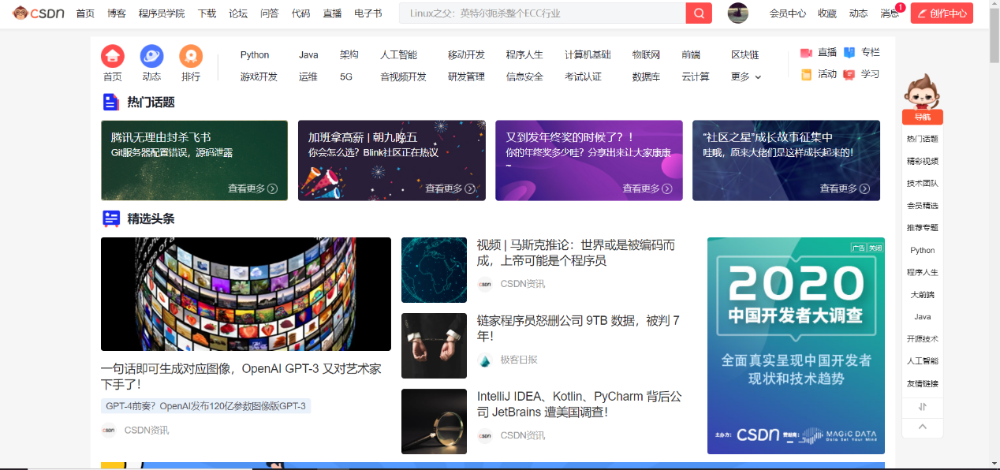 CSDN 首页 博客 程序员学院 下载 论坛 问答 代码 直播 电子书 Linux之父：英特尔扼杀整个ECC行业 会员中心 收藏 动态 消息 1 创作中心
首页 动态 排行
Python Java 架构 人工智能 移动开发 程序人生 计算机基础 物联网 前端 区块链
游戏开发 运维 5G 音视频开发 研发管理 信息安全 考试认证 数据库 云计算 更多
直播 专栏
活动 学习
热门话题
腾讯无理由封杀飞书
Git服务器配置错误，源码泄露
查看更多
加班拿高薪 | 朝九晚五
你会怎么选？Blink社区正在热议
查看更多
又到发年终奖的时候了？！
你的年终奖多少哇？分享出来让大家康康
~
查看更多
“社区之星”成长故事征集中
哇哦，原来大佬们是这样成长起来的！
查看更多
精选头条
一句话即可生成对应图像，OpenAI GPT-3 又对艺术家
下手了！
GPT-4前奏？OpenAI发布120亿参数图像版GPT-3
CSDN CSDN资讯
视频 | 马斯克推论：世界或是被编码而
成，上帝可能是个程序员
CSDN CSDN资讯
链家程序员怒删公司 9TB 数据，被判 7
年！
极客日报
IntelliJ IDEA、Kotlin、PyCharm 背后公
司 JetBrains 遭美国调查！
CSDN CSDN资讯
广告 关闭
2020
中国开发者大调查
全面真实呈现中国开发者
现状和技术趋势
主办方： CSDN MAGIC DATA
Data Set Your Mind
导航
热门话题
精彩视频
技术团队
会员精选
推荐专题
Python
程序人生
大前端
Java
开源技术
人工智能
友情链接